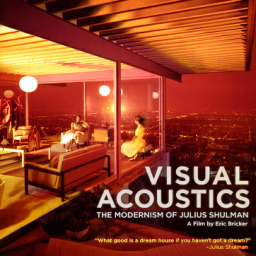 VISUAL
ACOUSTICS
THE MODERNISM OF JULIUS SHULMAN
A Film by Eric Bricker
"What good is a dream house if you haven't got a dream?"
-Julius Shulman